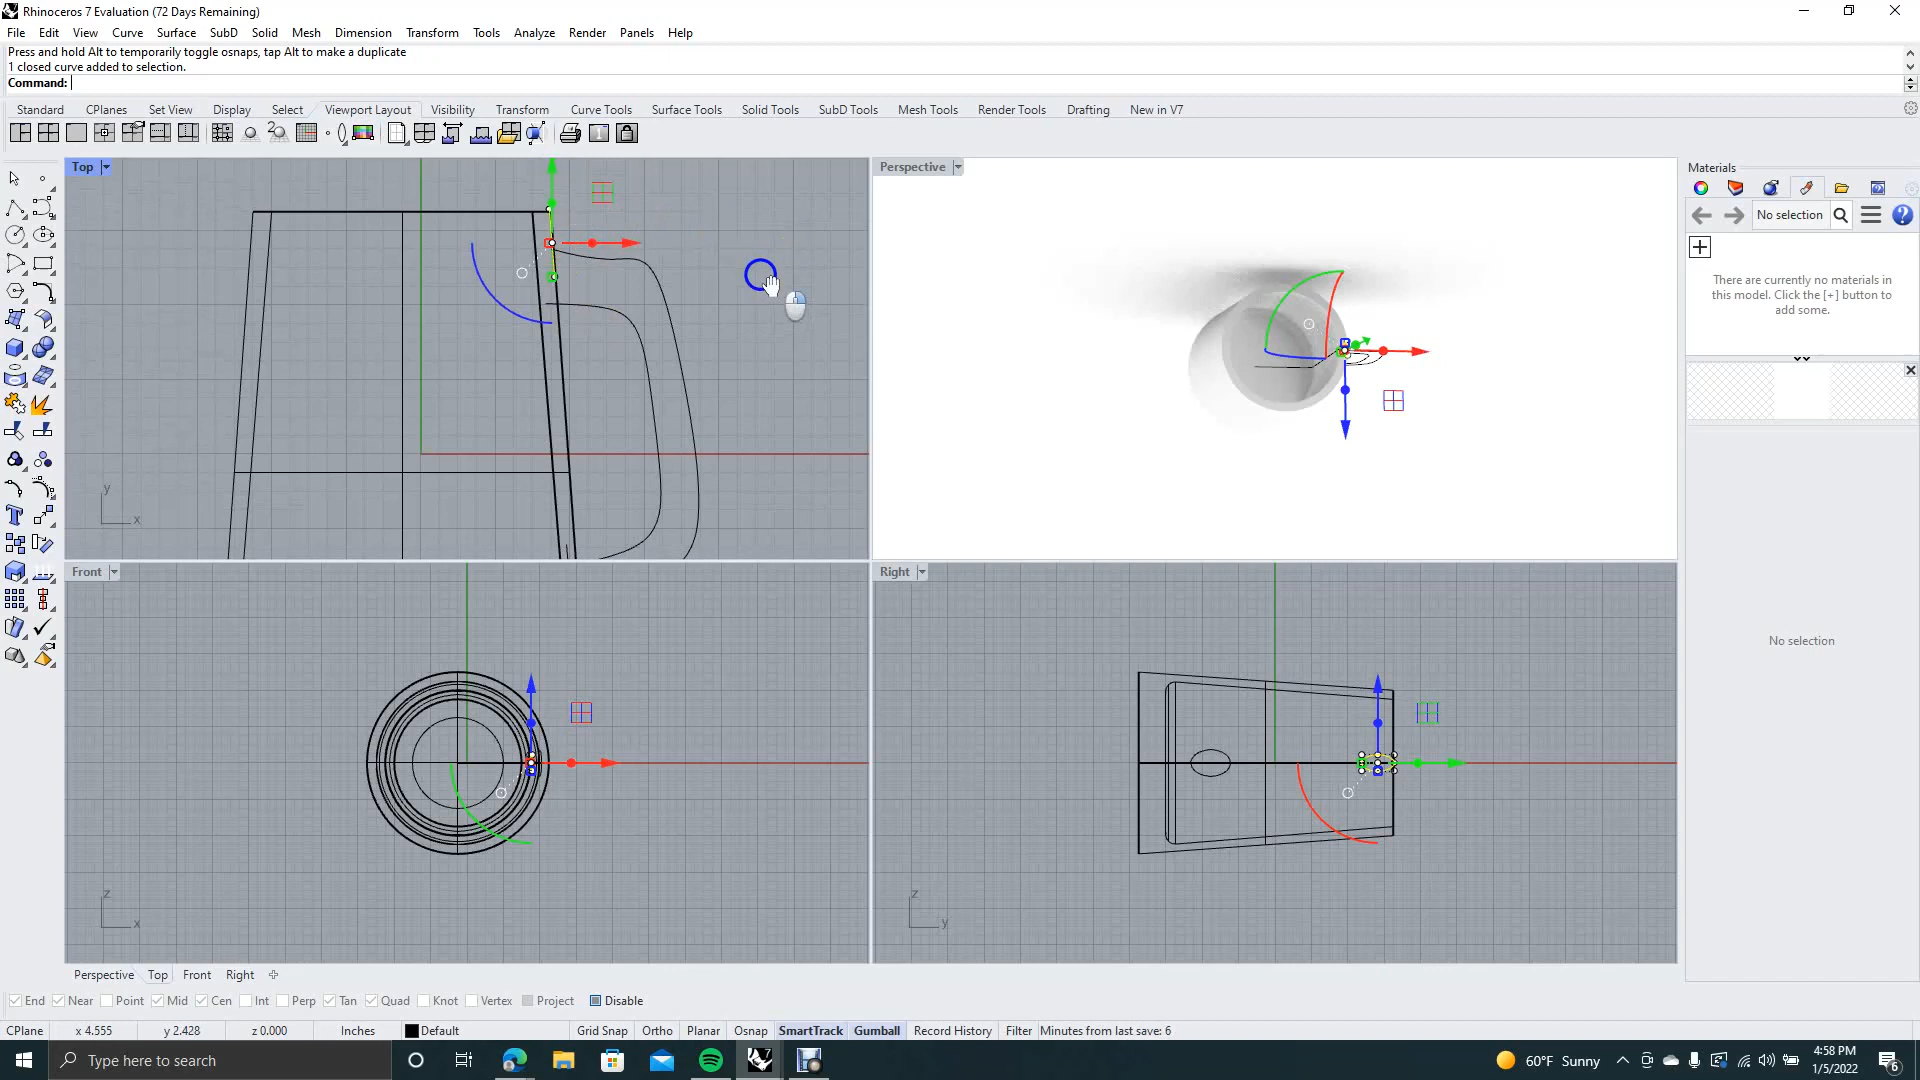 Rhinoceros 7 Evaluation (72 Days Remaining)
File Edit View Curve Surface SubD Solid Mesh Dimension Transform Tools Analyze Render Panels Help
Press and hold Alt to temporarily toggle osnaps, tap Alt to make a duplicate
1 closed curve added to selection.
Command:
Standard CPlanes Set View Display Select Viewport Layout Visibility Transform Curve Tools Surface Tools Solid Tools SubD Tools Mesh Tools Render Tools Drafting New in V7
Top
Perspective
Materials
No selection
There are currently no materials in
this model. Click the [+] button to
add some.
y
x
Front
Right
No selection
z
x
z
y
Perspective Top Front Right
End Near Point Mid Cen Int Perp Tan Quad Knot Vertex Project Disable
CPlane x 4.555 y 2.428 z 0.000 Inches Default Grid Snap Ortho Planar Osnap SmartTrack Gumball Record History Filter Minutes from last save: 6
Type here to search
60°F Sunny
4:58 PM
1/5/2022
6